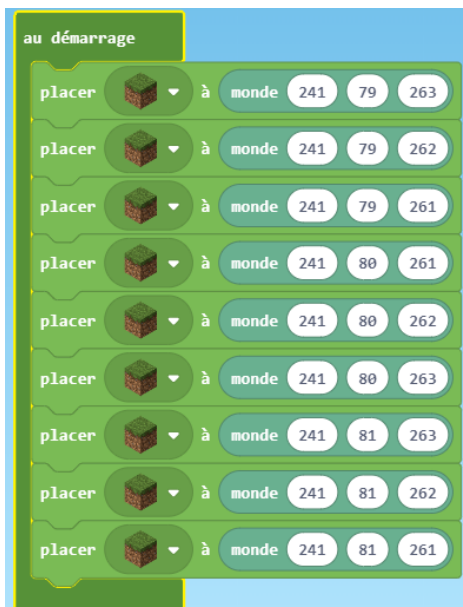 au démarrage
placer à monde 241 79 263
placer à monde 241 79 262
placer à monde 241 79 261
placer à monde 241 80 261
placer à monde 241 80 262
placer à monde 241 80 263
placer à monde 241 81 263
placer à monde 241 81 262
placer à monde 241 81 261